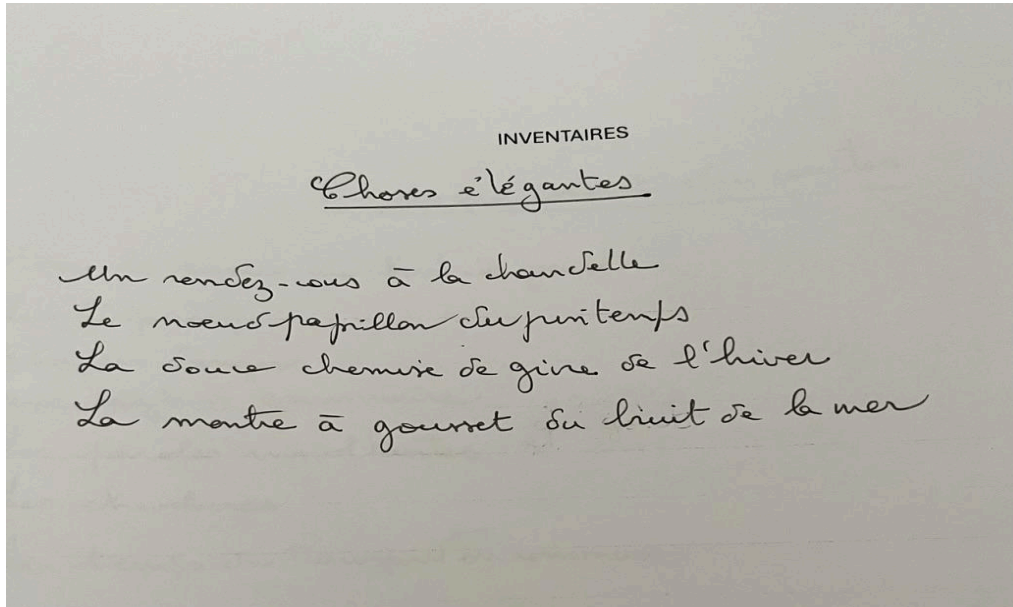 INVENTAIRES
Choses élégantes
Un rendez-vous à la chandelle
Le noeud papillon du printemps
La douce chemise de givre de l'hiver
La montre à gousset du bruit de la mer